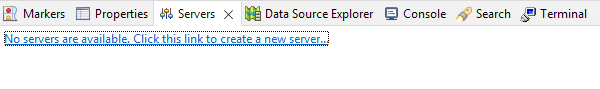 Markers Properties Servers Data Source Explorer Console Search Terminal
No servers are available. Click this link to create a new server...